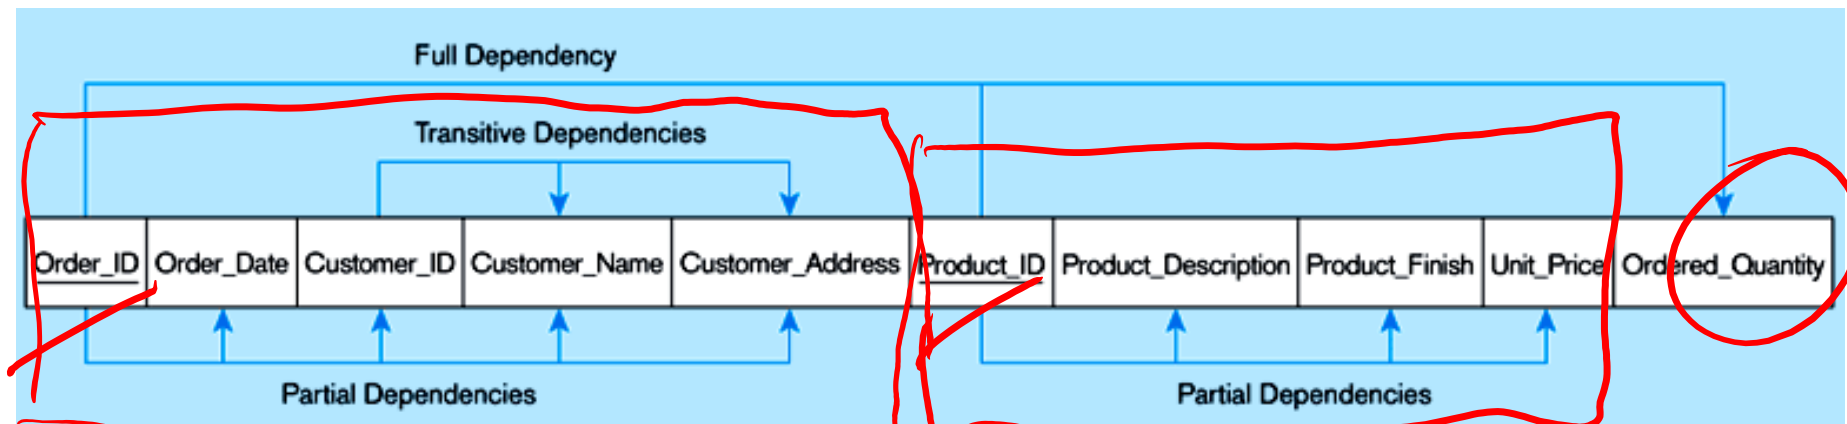 Full Dependency
Transitive Dependencies
Order_ID Order_Date Customer_ID Customer_Name Customer_Address Product_ID Product_Description Product_Finish Unit_Price Ordered_Quantity
Partial Dependencies Partial Dependencies